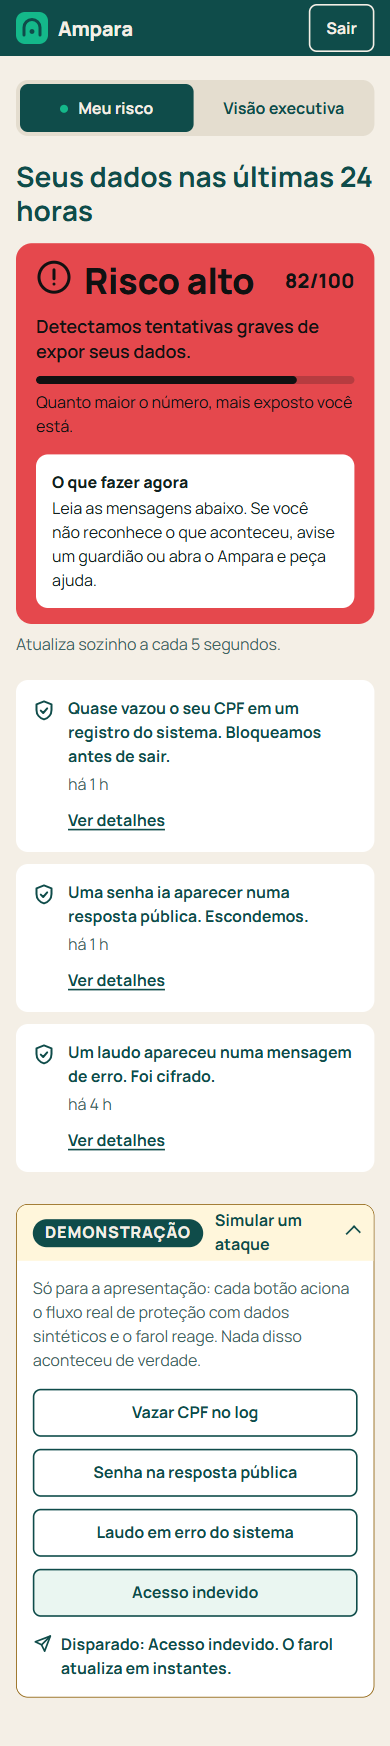 Ampara
Sair
Meu risco
Visão executiva
Seus dados nas últimas 24
horas
Risco alto
82/100
Detectamos tentativas graves de
expor seus dados.
Quanto maior o número, mais exposto você
está.
O que fazer agora
Leia as mensagens abaixo. Se você
não reconhece o que aconteceu, avise
um guardião ou abra o Ampara e peça
ajuda.
Atualiza sozinho a cada 5 segundos.
Quase vazou o seu CPF em um
registro do sistema. Bloqueamos
antes de sair.
há 1 h
Ver detalhes
Uma senha ia aparecer numa
resposta pública. Escondemos.
há 1 h
Ver detalhes
Um laudo apareceu numa mensagem
de erro. Foi cifrado.
há 4 h
Ver detalhes
DEMONSTRAÇÃO
Simular um
ataque
Só para a apresentação: cada botão aciona
o fluxo real de proteção com dados
sintéticos e o farol reage. Nada disso
aconteceu de verdade.
Vazar CPF no log
Senha na resposta pública
Laudo em erro do sistema
Acesso indevido
Disparado: Acesso indevido. O farol
atualiza em instantes.